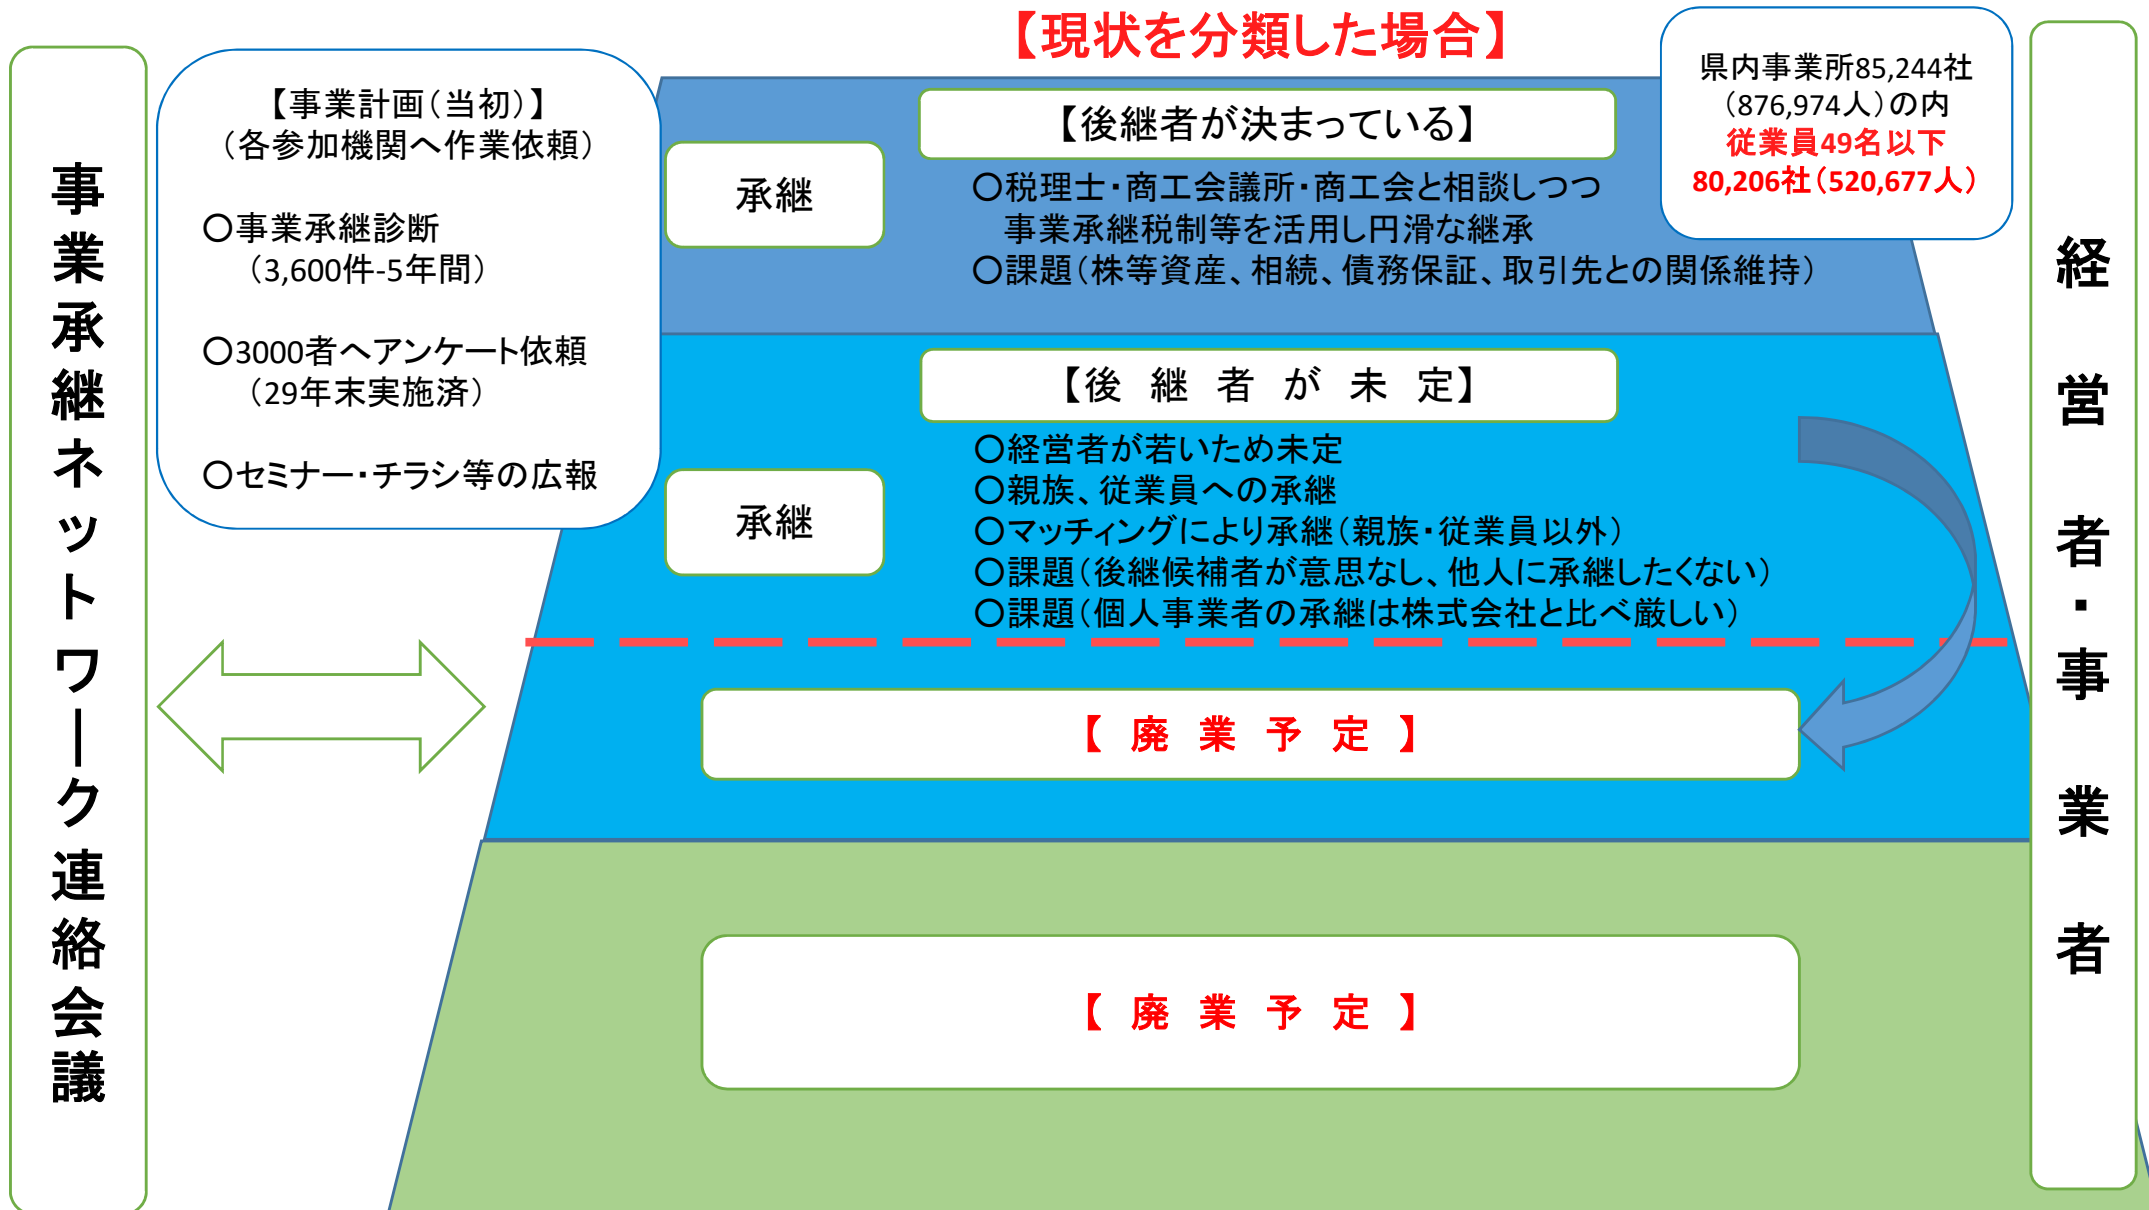 【現状を分類した場合】
事業承継ネットワーク連絡会議
【事業計画（当初）】
（各参加機関へ作業依頼）
○事業承継診断
（3,600件-5年間）
○3000者へアンケート依頼
（29年末実施済）
○セミナー・チラシ等の広報
県内事業所85,244社
（876,974人）の内
従業員49名以下
80,206社（520,677人）
【後継者が決まっている】
承継
○税理士・商工会議所・商工会と相談しつつ
事業承継税制等を活用し円滑な継承
○課題（株等資産、相続、債務保証、取引先との関係維持）
【後 継 者 が 未 定】
承継
○経営者が若いため未定
○親族、従業員への承継
○マッチィングにより承継（親族・従業員以外）
○課題（後継候補者が意思なし、他人に承継したくない）
○課題（個人事業者の承継は株式会社と比べ厳しい）
【 廃 業 予 定 】
【 廃 業 予 定 】
経 営 者・事 業 者